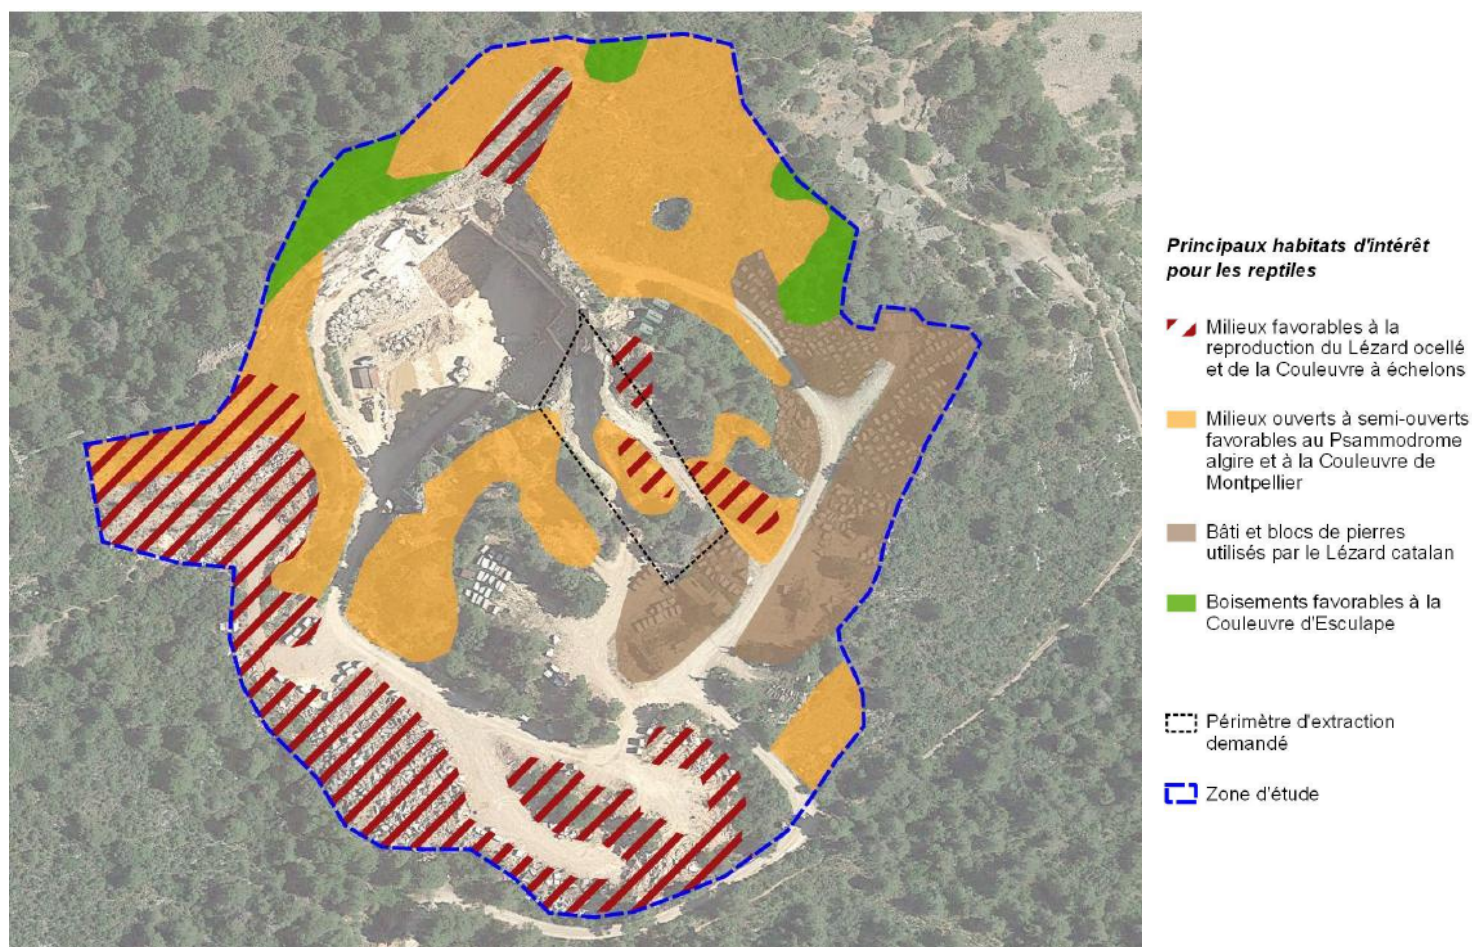 Principaux habitats d'intérêt
pour les reptiles
Milieux favorables à la
reproduction du Lézard ocellé
et de la Couleuvre à échelons
Milieux ouverts à semi-ouverts
favorables au Psammodrome
algire et à la Couleuvre de
Montpellier
Bâti et blocs de pierres
utilisés par le Lézard catalan
Boisements favorables à la
Couleuvre d'Esculape
Périmètre d'extraction
demandé
Zone d'étude